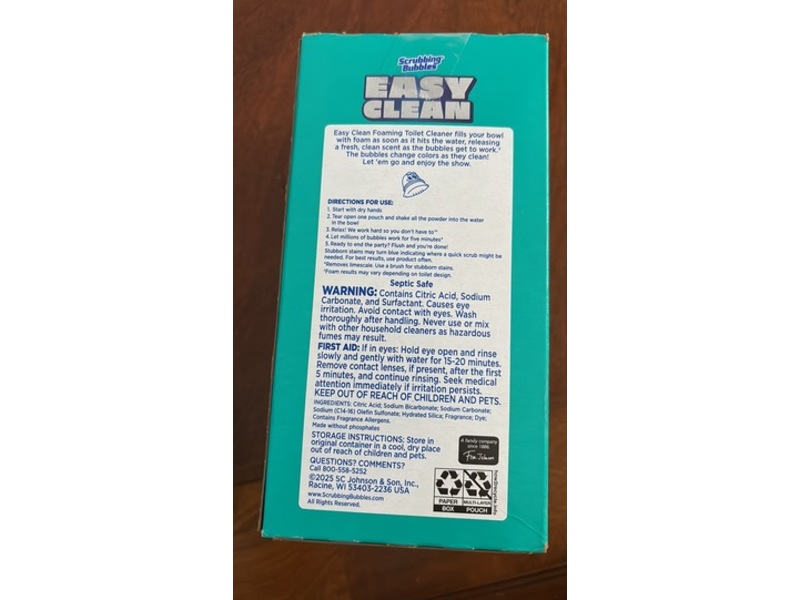 Scrubbing
Bubbles
EASY
CLEAN
Easy Clean Foaming Toilet Cleaner fills your bowl
with foam as soon as it hits the water, releasing
a fresh, clean scent as the bubbles get to work.†
The bubbles change colors as they clean!
Let 'em go and enjoy the show.
DIRECTIONS FOR USE:
1. Start with dry hands
2. Tear open one pouch and shake all the powder into the water
in the bowl
3. Relax! We work hard so you don't have to™
4. Let millions of bubbles work for five minutes*
5. Ready to end the party? Flush and you're done!
Stubborn stains may turn blue indicating where a quick scrub might be
needed. For best results, use product often.
*Removes limescale. Use a brush for stubborn stains.
†Foam results may vary depending on toilet design.
Septic Safe
WARNING: Contains Citric Acid, Sodium
Carbonate, and Surfactant. Causes eye
irritation. Avoid contact with eyes. Wash
thoroughly after handling. Never use or mix
with other household cleaners as hazardous
fumes may result.
FIRST AID: If in eyes: Hold eye open and rinse
slowly and gently with water for 15-20 minutes.
Remove contact lenses, if present, after the first
5 minutes, and continue rinsing. Seek medical
attention immediately if irritation persists.
KEEP OUT OF REACH OF CHILDREN AND PETS.
INGREDIENTS: Citric Acid; Sodium Bicarbonate; Sodium Carbonate;
Sodium (C14-16) Olefin Sulfonate; Hydrated Silica; Fragrance; Dye;
Contains Fragrance Allergens.
Made without phosphates
STORAGE INSTRUCTIONS: Store in
original container in a cool, dry place
out of reach of children and pets.
QUESTIONS? COMMENTS?
Call 800-558-5252
©2025 SC Johnson & Son, Inc.,
Racine, WI 53403-2236 USA
www.ScrubbingBubbles.com
All Rights Reserved.
A family company
since 1886.
Fisk Johnson
PAPER
BOX
MULTI-LAYER
POUCH
how2recycle.info